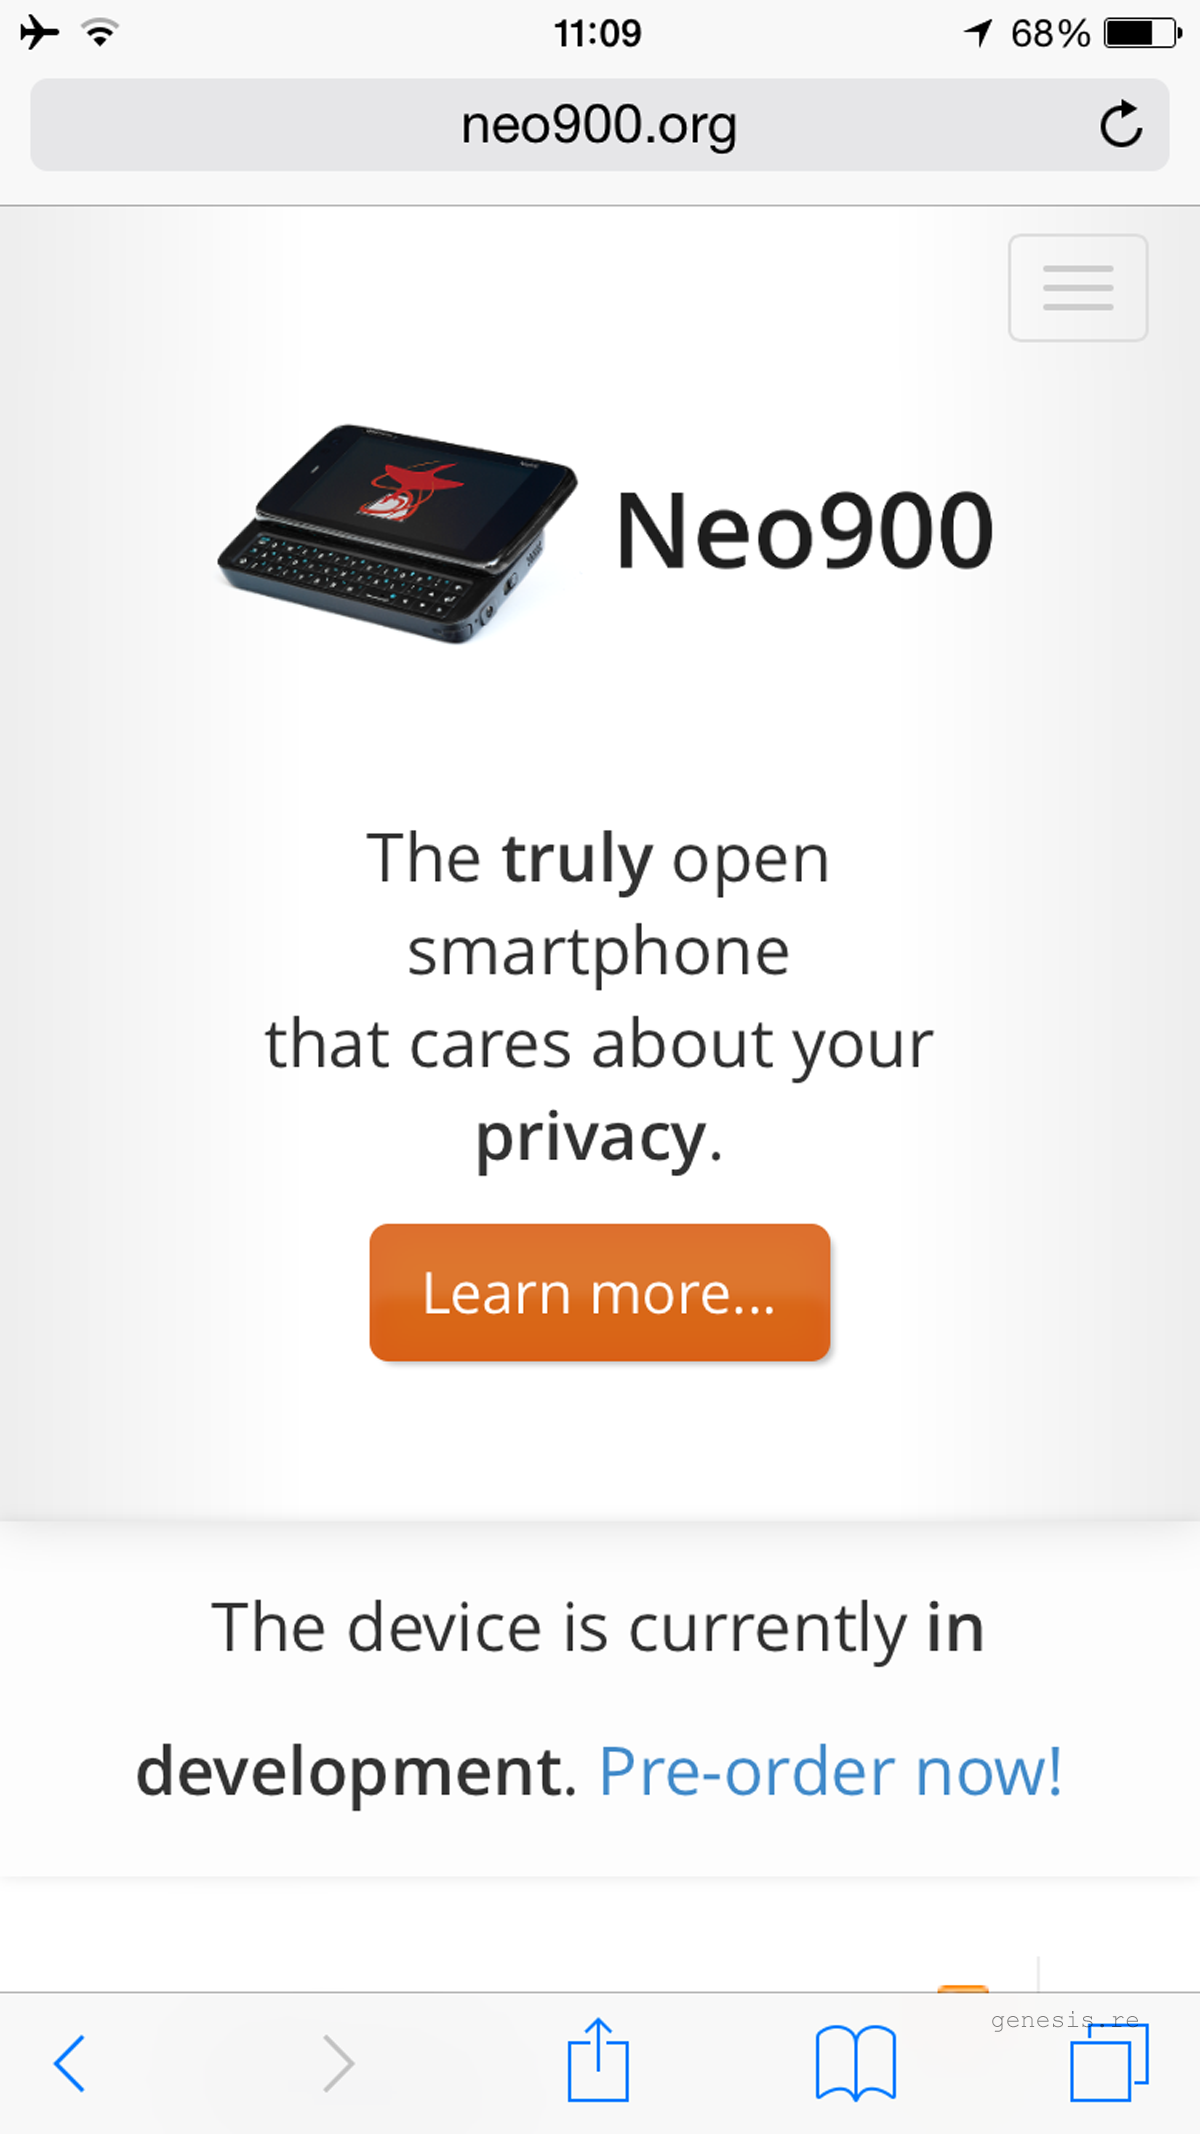 11:09
68%
neo900.org
Neo900
The truly open
smartphone
that cares about your
privacy.
Learn more...
The device is currently in
development. Pre-order now!
genesis.re